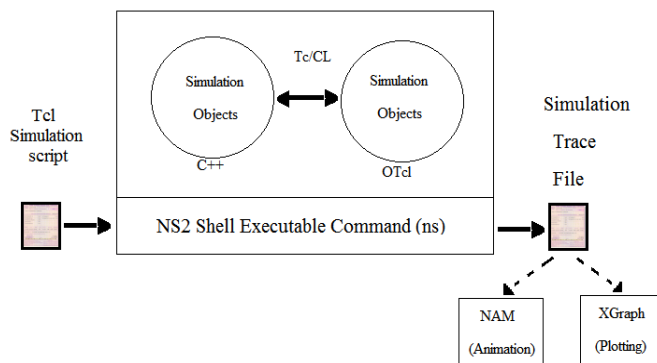 Tcl
Simulation
script
Tc/CL
Simulation
Objects
C++
Simulation
Objects
OTcl
NS2 Shell Executable Command (ns)
Simulation
Trace
File
NAM
(Animation)
XGraph
(Plotting)